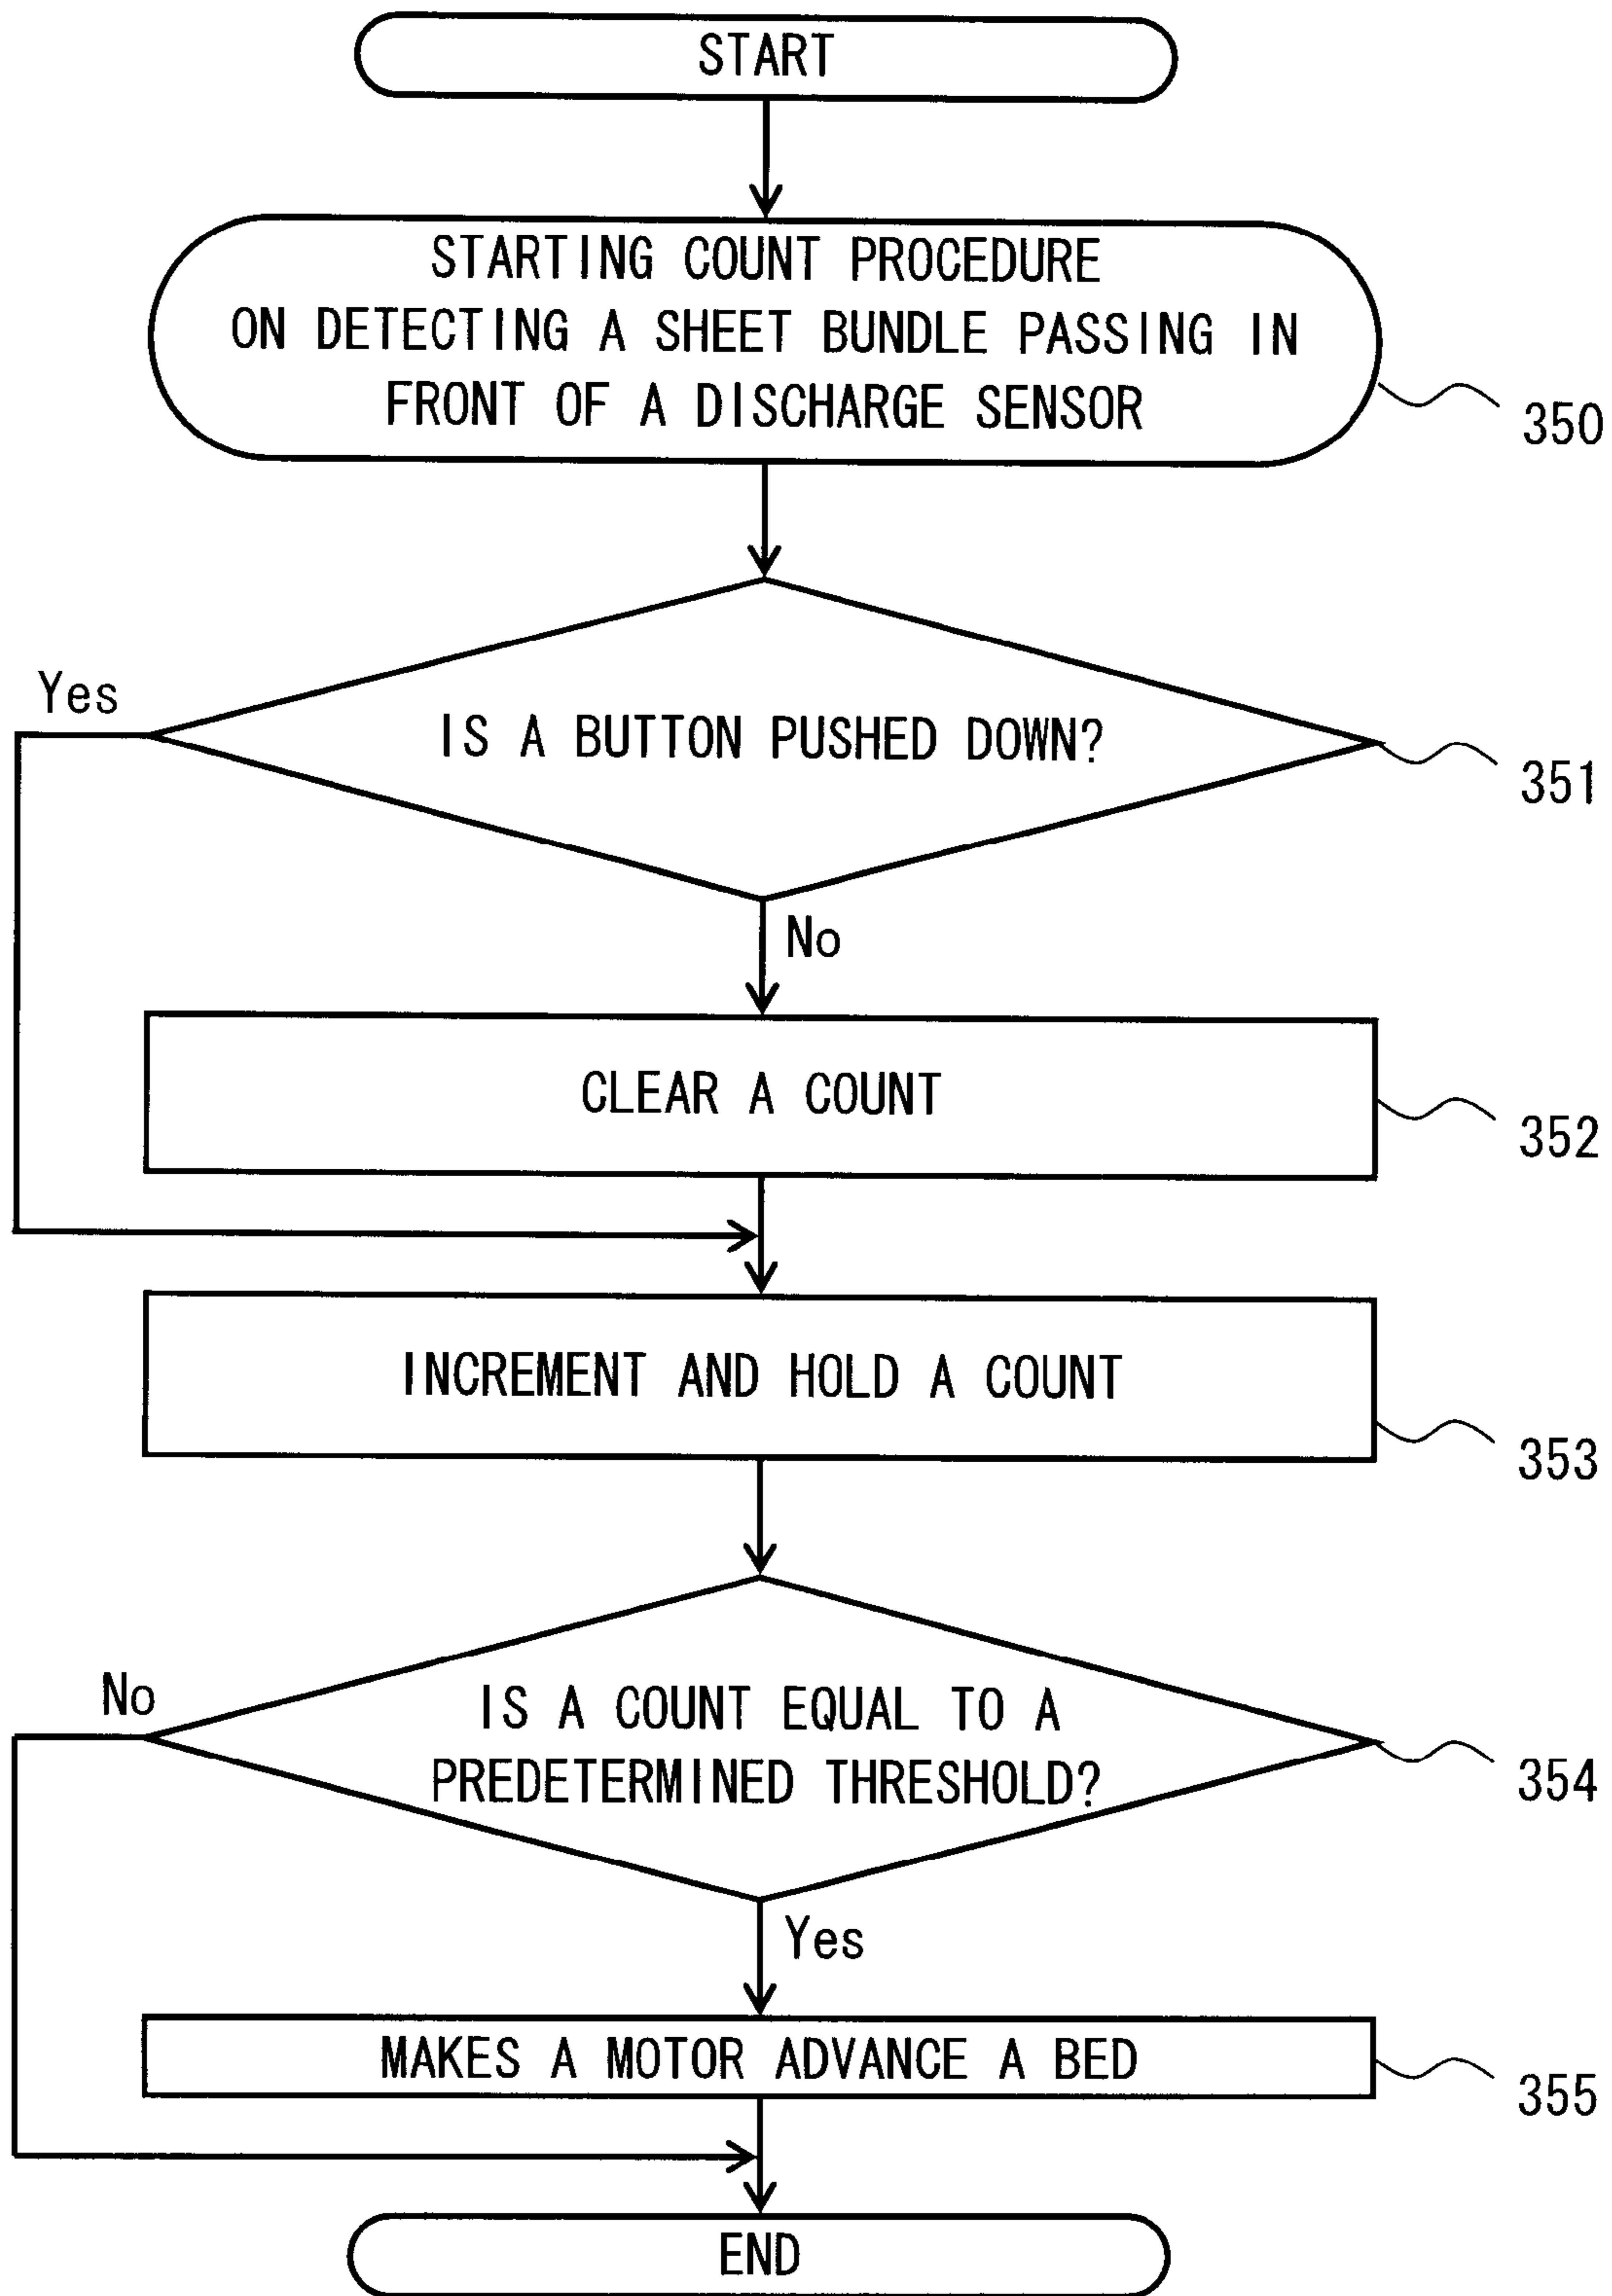 START
STARTING COUNT PROCEDURE
ON DETECTING A SHEET BUNDLE PASSING IN
FRONT OF A DISCHARGE SENSOR
350
Yes
IS A BUTTON PUSHED DOWN?
351
No
CLEAR A COUNT
352
INCREMENT AND HOLD A COUNT
353
No
IS A COUNT EQUAL TO A
PREDETERMINED THRESHOLD?
354
Yes
MAKES A MOTOR ADVANCE A BED
355
END